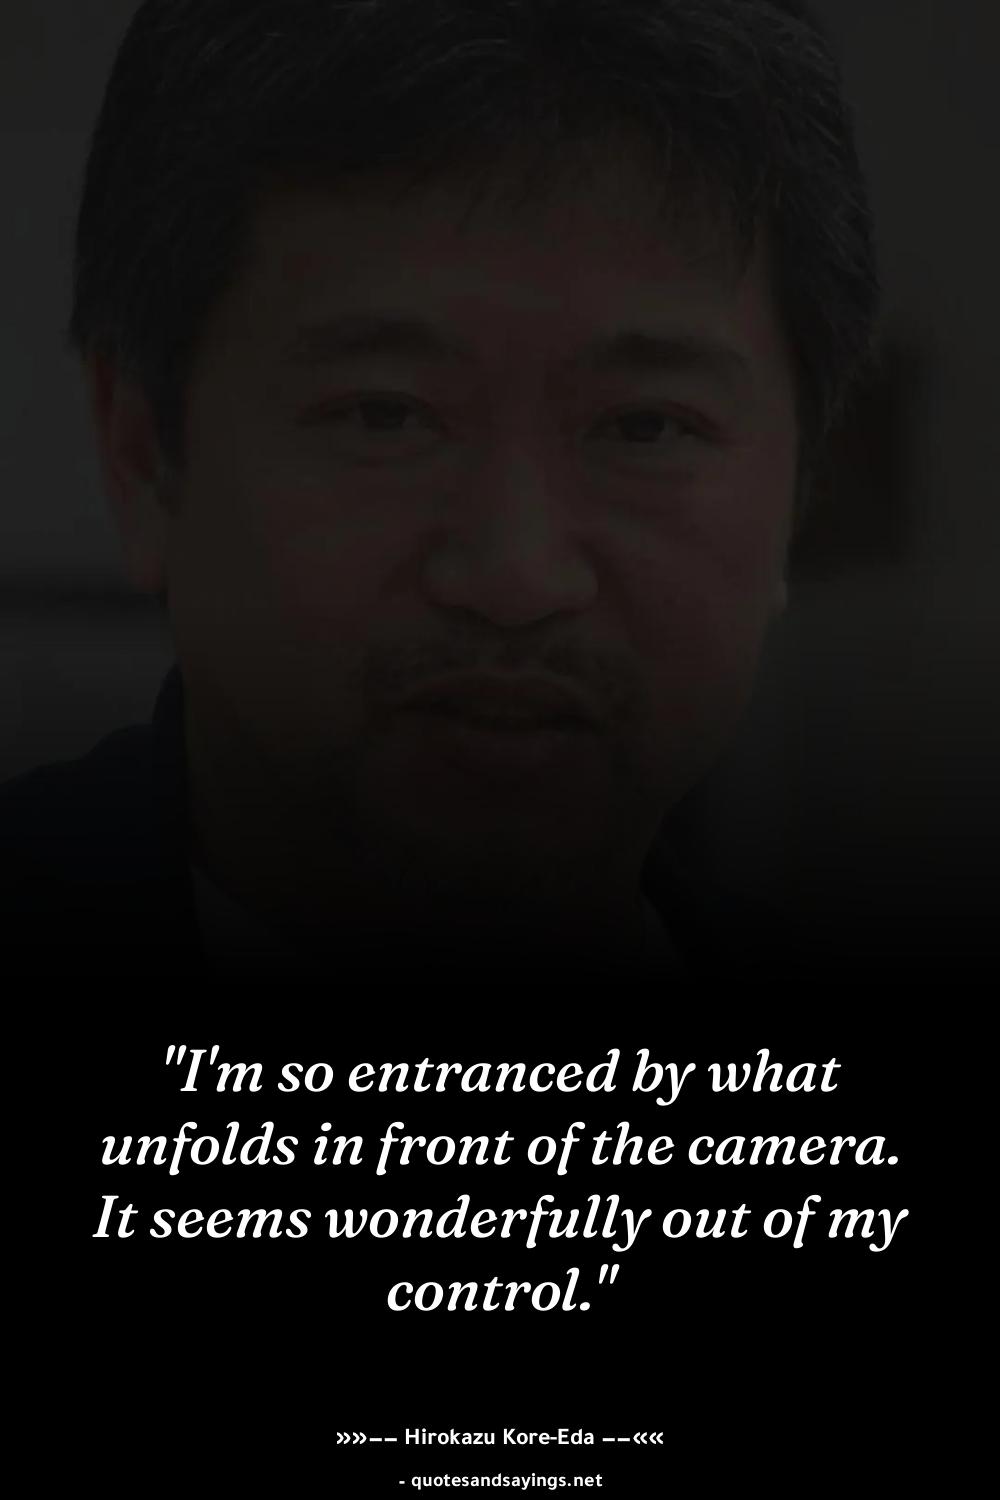 "I'm so entranced by what
unfolds in front of the camera.
It seems wonderfully out of my
control."
»»−− Hirokazu Kore-Eda −−««
- quotesandsayings.net